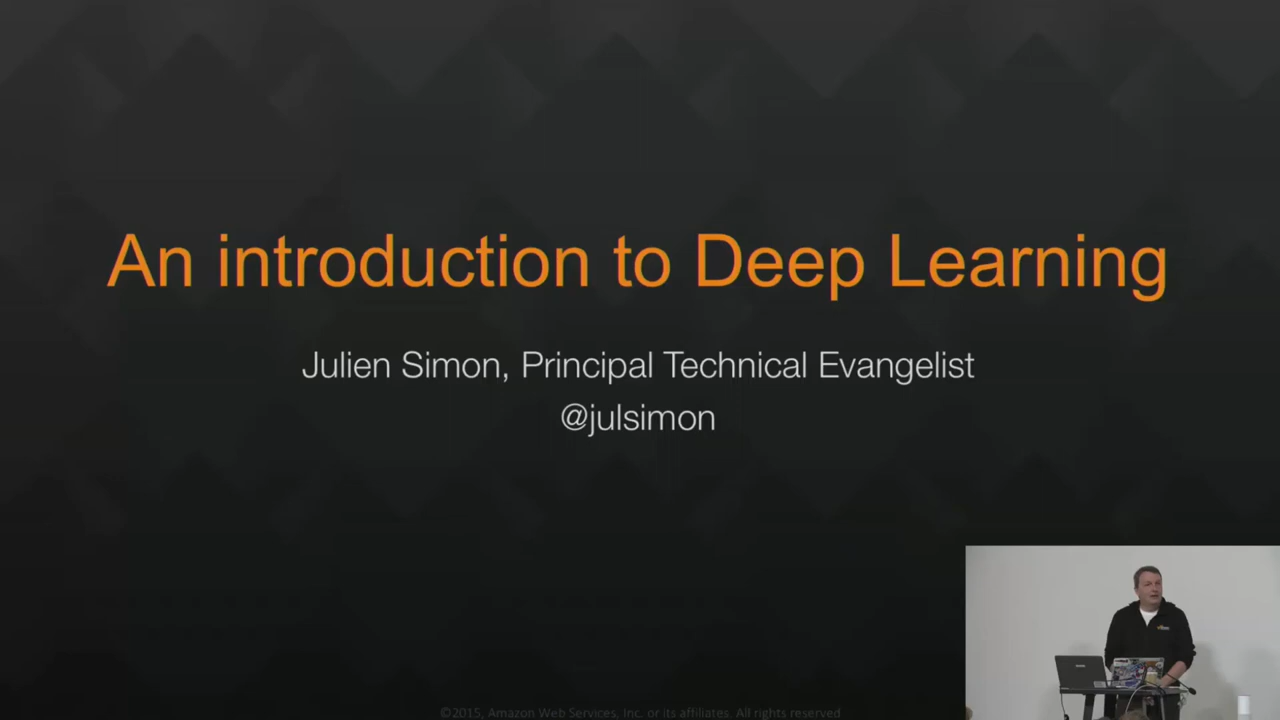 An introduction to Deep Learning
Julien Simon, Principal Technical Evangelist
@julsimon
©2015, Amazon Web Services, Inc. or its affiliates. All rights reserved